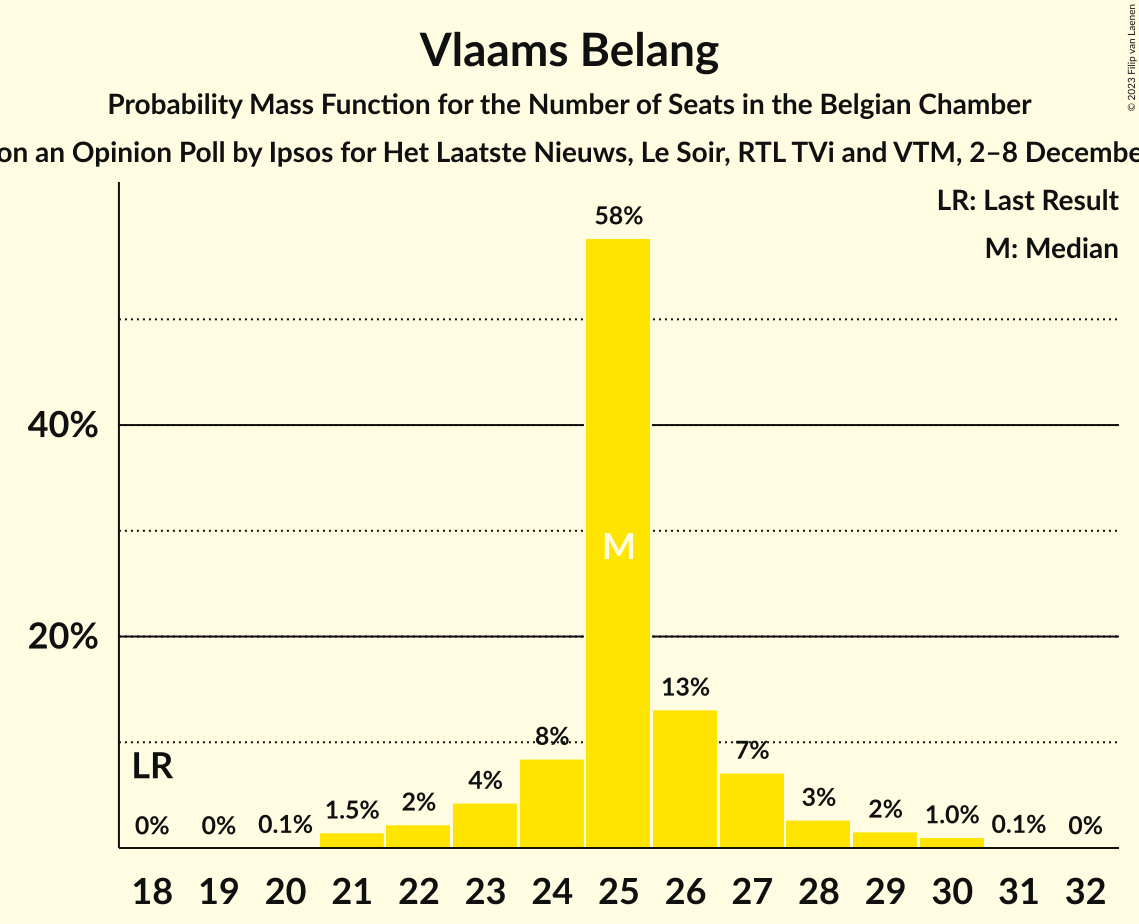 Vlaams Belang
Probability Mass Function for the Number of Seats in the Belgian Chamber
on an Opinion Poll by Ipsos for Het Laatste Nieuws, Le Soir, RTL TVi and VTM, 2–8
© 2023 Filip van Laenen
LR: Last Result
M: Median
58%
40%
M
20%
13%
8%
7%
LR
4%
3%
2%
2%
1.5%
1.0%
0%
0%
0.1%
0.1%
0%
18 19 20 21 22 23 24 25 26 27 28 29 30 31 32